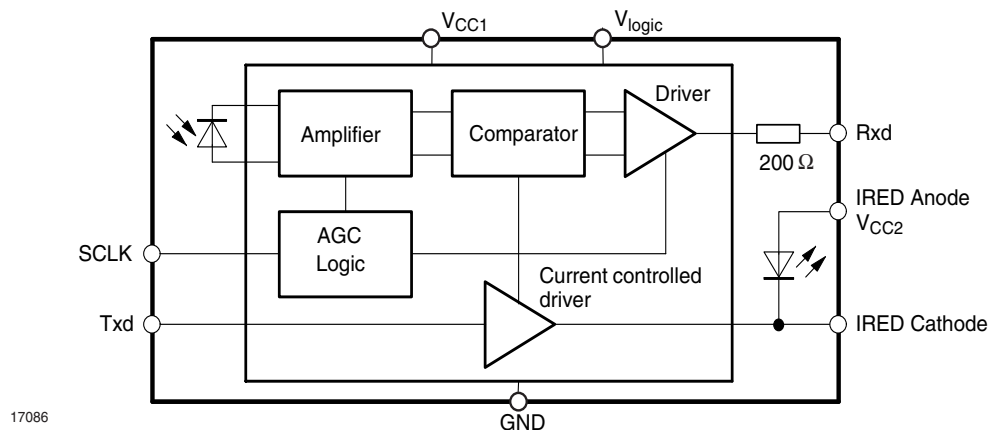 V_CC1
V_logic
Driver
Amplifier
Comparator
Rxd
200 Ω
IRED Anode
V_CC2
AGC
Logic
SCLK
Current controlled
driver
Txd
IRED Cathode
GND
17086